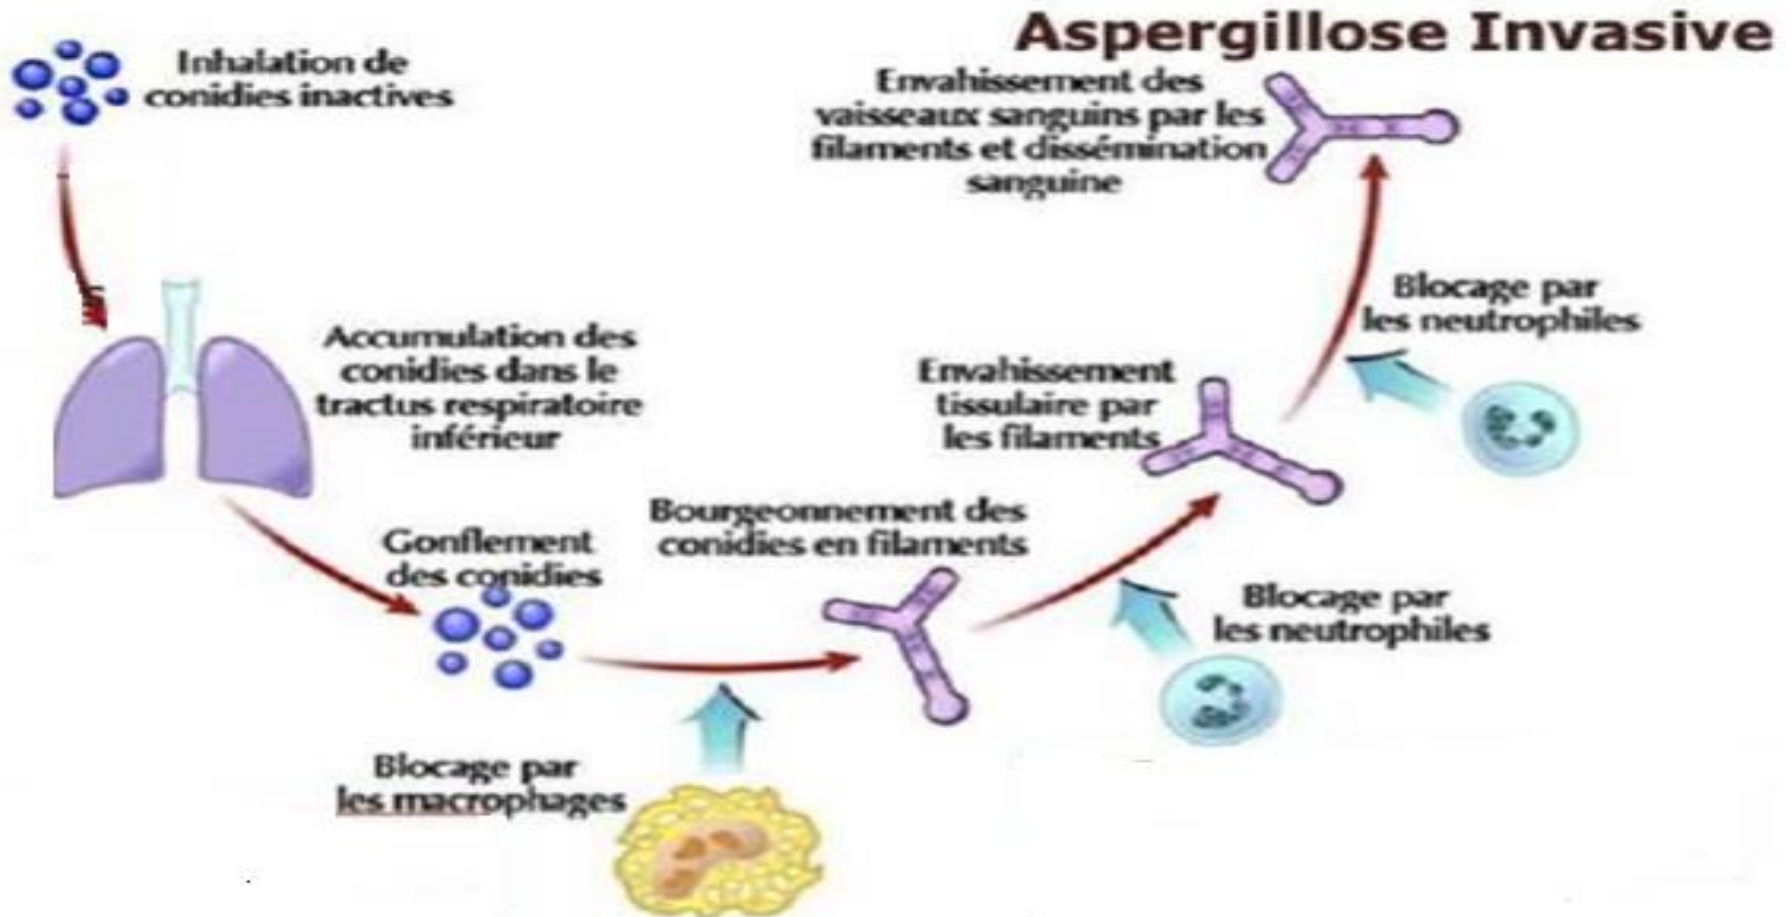 Aspergillose Invasive
Inhalation de
conidies inactives
Accumulation des
conidies dans le
tractus respiratoire
inférieur
Gonflement
des conidies
Blocage par
les macrophages
Bourgeonnement des
conidies en filaments
Blocage par
les neutrophiles
Envahissement
tissulaire par
les filaments
Blocage par
les neutrophiles
Envahissement des
vaisseaux sanguins par les
filaments et dissémination
sanguine